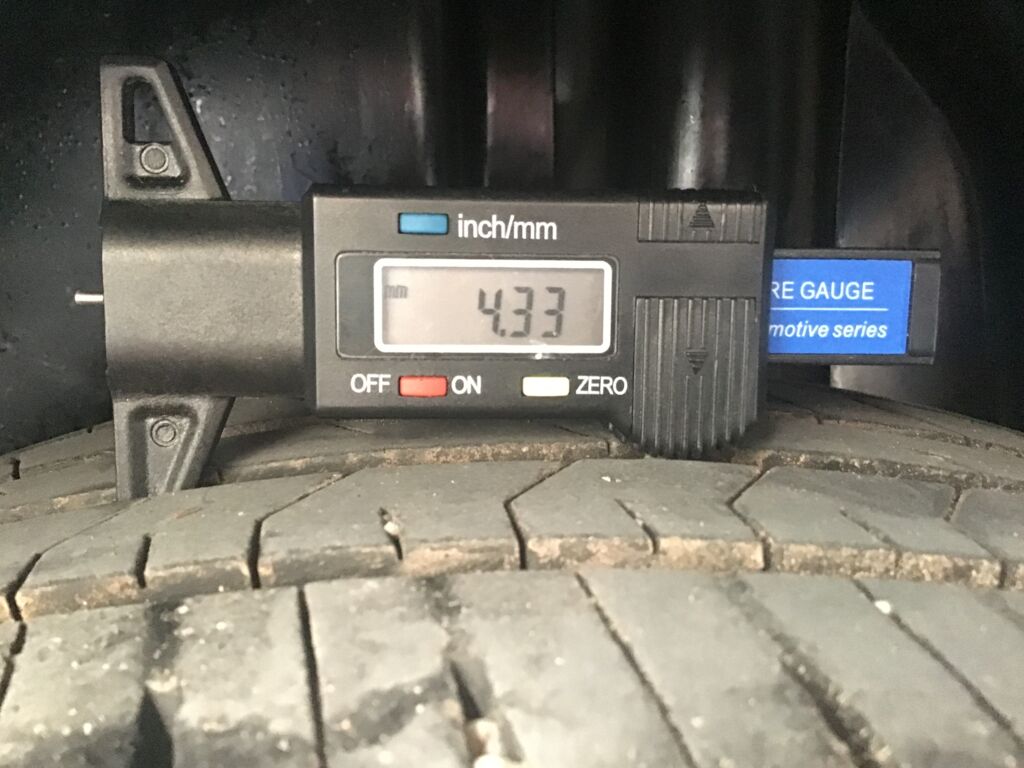 inch/mm
mm
4.33
OFF ON ZERO
RE GAUGE
motive series